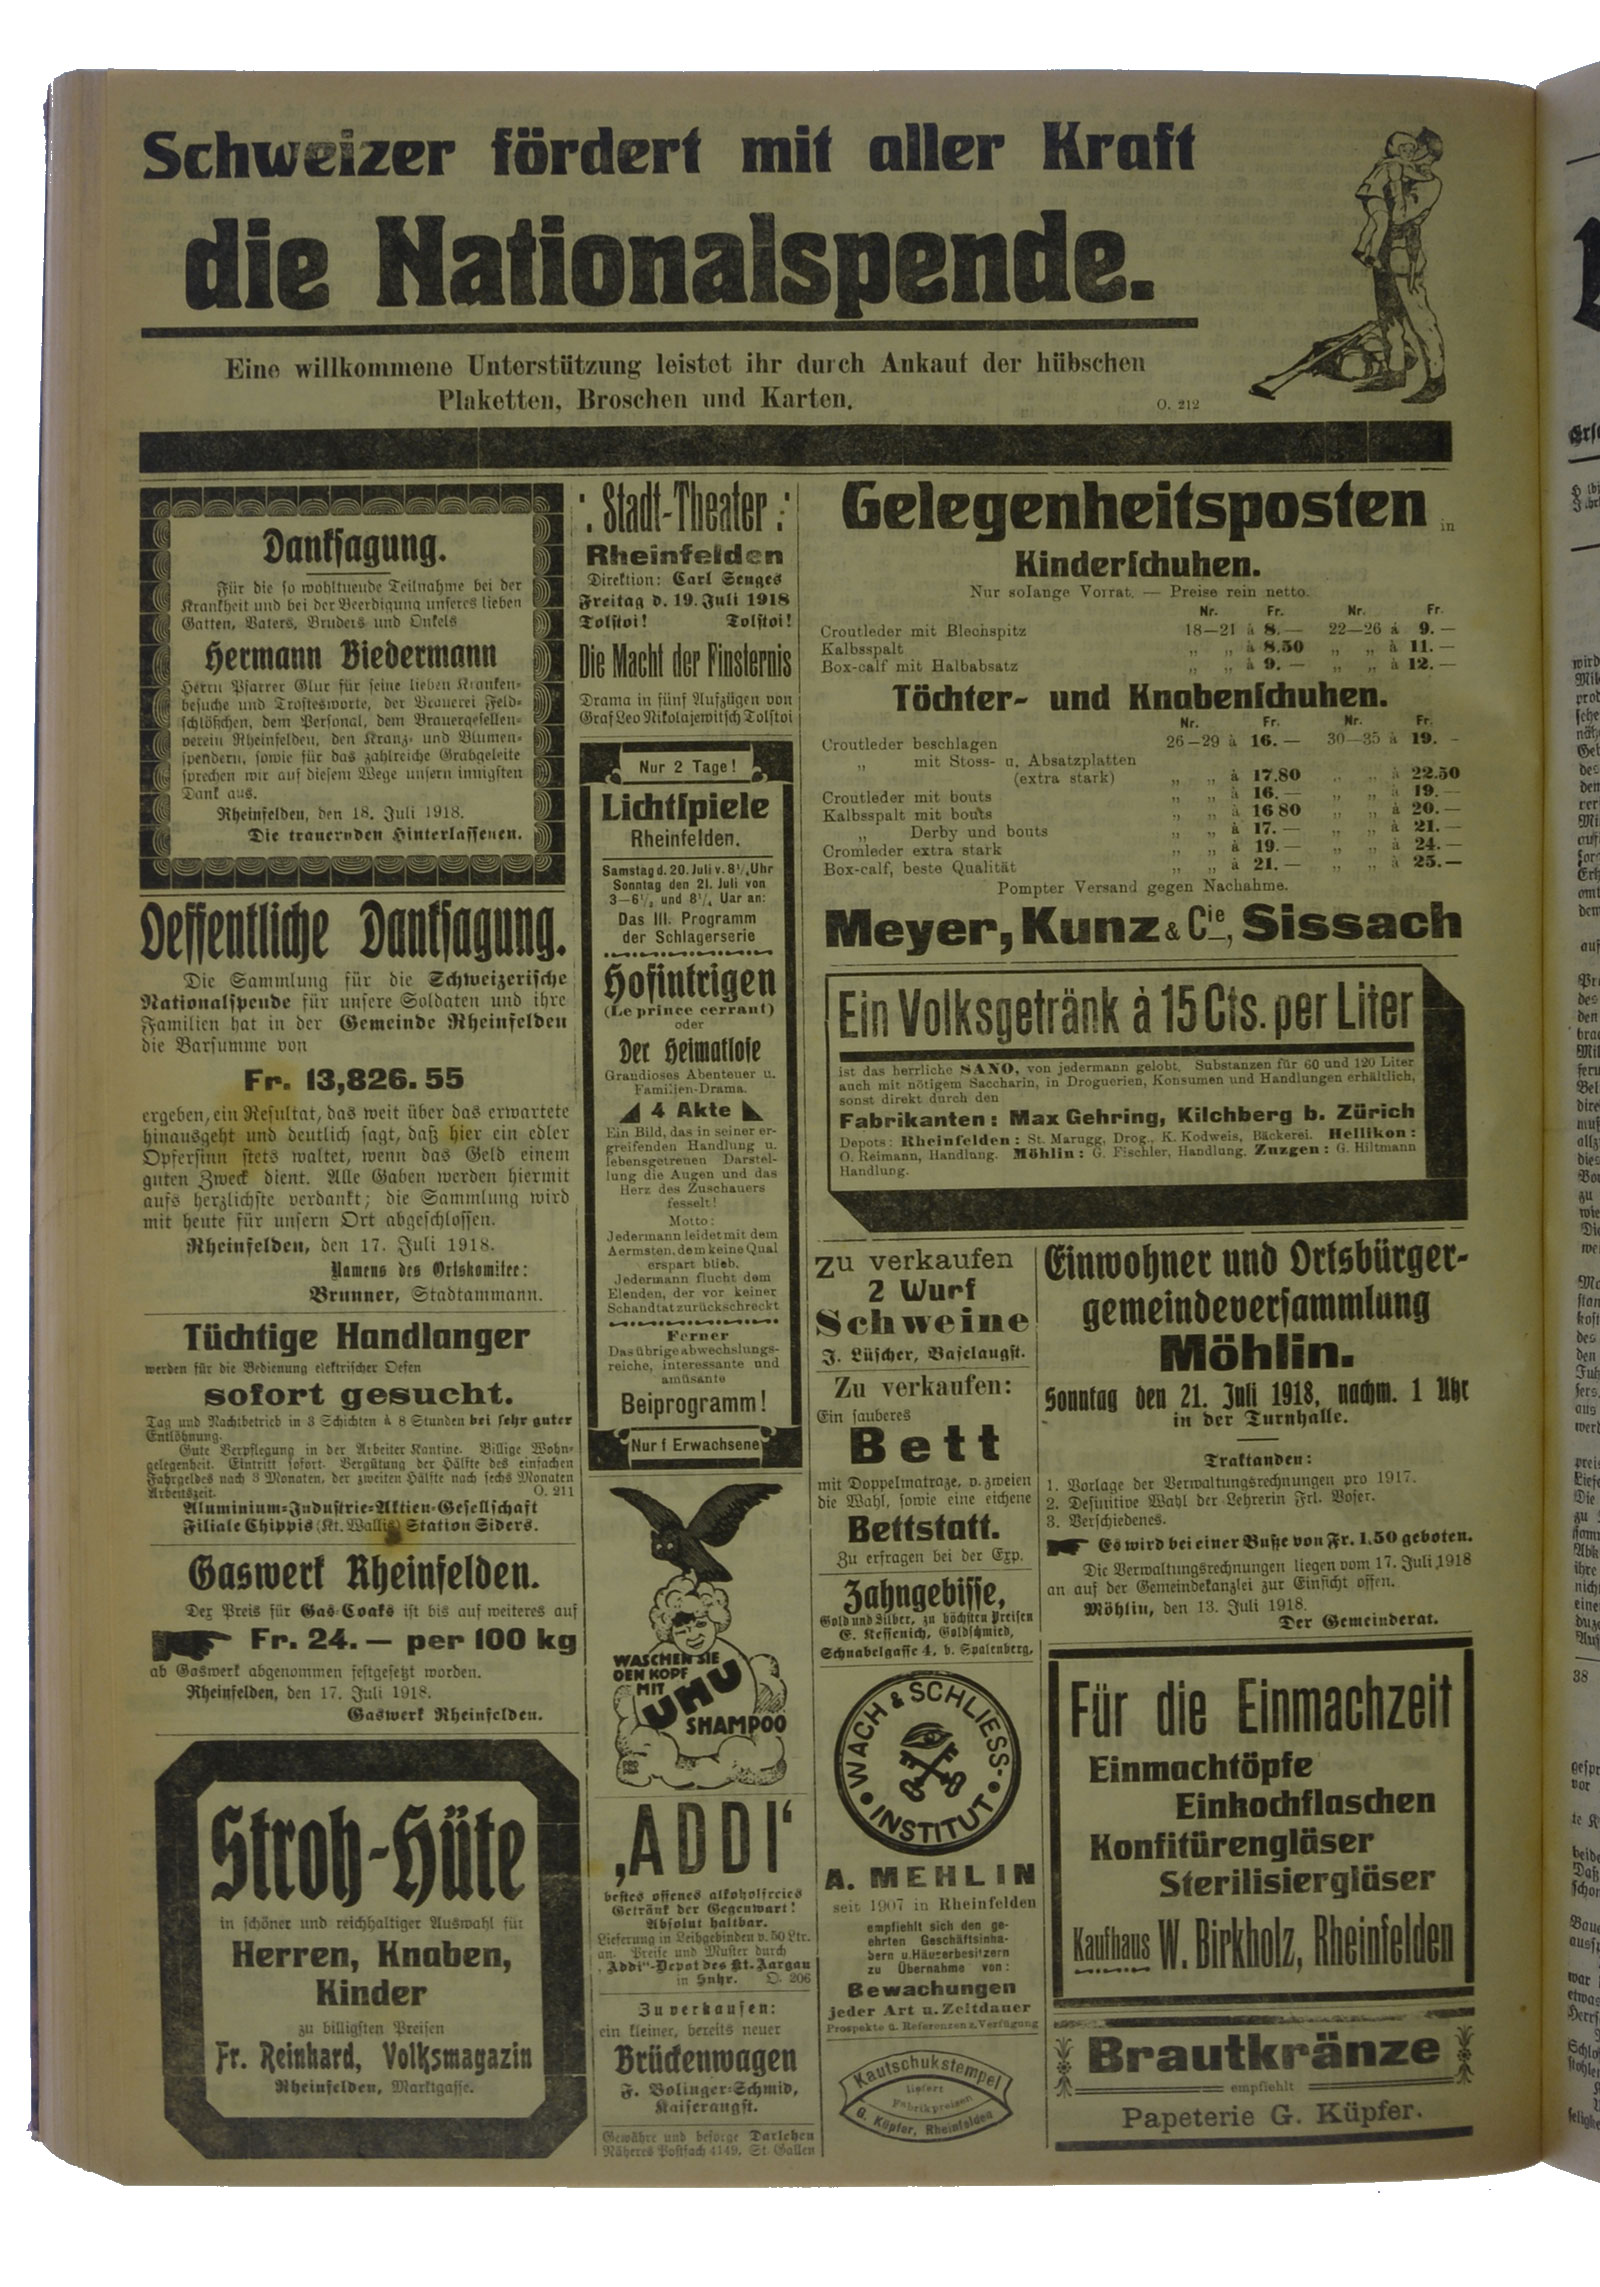 Schweizer fördert mit aller Kraft
die Nationalspende.
Eine willkommene Unterstützung leistet ihr durch Ankauf der hübschen
Plaketten, Broschen und Karten.
O. 212
Danksagung.
Für die so wohltuende Teilnahme bei der
Krankheit und bei der Beerdigung unseres lieben
Gatten, Vaters, Bruders und Onkels
Hermann Biedermann
Herrn Pfarrer Glur für seine lieben Kranken-
besuche und Trostesworte, der Brauerei Feld-
schlößchen, dem Personal, dem Brauergesellen-
verein Rheinfelden, den Kranz- und Blumen-
spendern, sowie für das zahlreiche Grabgeleite
sprechen wir auf diesem Wege unsern innigsten
Dank aus.
Rheinfelden, den 18. Juli 1918.
Die trauernden Hinterlassenen.
Oeffentliche Danksagung.
Die Sammlung für die Schweizerische
Nationalspende für unsere Soldaten und ihre
Familien hat in der Gemeinde Rheinfelden
die Barsumme von
Fr. 13,826.55
ergeben, ein Resultat, das weit über das erwartete
hinausgeht und deutlich sagt, daß hier ein edler
Opfersinn stets waltet, wenn das Geld einem
guten Zweck dient. Alle Gaben werden hiermit
aufs herzlichste verdankt; die Sammlung wird
mit heute für unsern Ort abgeschlossen.
Rheinfelden, den 17. Juli 1918.
Namens des Ortskomitee:
Brunner, Stadtammann.
Tüchtige Handlanger
werden für die Bedienung elektrischer Oefen
sofort gesucht.
Tag und Nachtbetrieb in 3 Schichten à 8 Stunden bei sehr guter
Entlöhnung.
Gute Verpflegung in der Arbeiter Kantine. Billige Wohn-
gelegenheit. Eintritt sofort. Vergütung der Hälfte des einfachen
Fahrgeldes nach 3 Monaten, der zweiten Hälfte nach sechs Monaten
Arbeitszeit. O. 211
Aluminium-Industrie-Aktien-Gesellschaft
Filiale Chippis (Kt. Wallis) Station Siders.
Gaswerk Rheinfelden.
Der Preis für Gas-Coaks ist bis auf weiteres auf
Fr. 24.— per 100 kg
ab Gaswerk abgenommen festgesetzt worden.
Rheinfelden, den 17. Juli 1918.
Gaswerk Rheinfelden.
Stroh-Hüte
in schöner und reichhaltiger Auswahl für
Herren, Knaben,
Kinder
zu billigsten Preisen
Fr. Reinhard, Volksmagazin
Rheinfelden, Marktgasse.
Stadt-Theater
Rheinfelden
Direktion: Carl Senges
Freitag d. 19. Juli 1918
Tolstoi! Tolstoi!
Die Macht der Finsternis
Drama in fünf Aufzügen von
Graf Leo Nikolajewitsch Tolstoi
Nur 2 Tage!
Lichtspiele
Rheinfelden.
Samstag d. 20. Juli v. 8¼ Uhr
Sonntag den 21. Juli von
3—6½ und 8¼ Uar an:
Das III. Programm
der Schlagerserie
Hofintrigen
(Le prince cerrant)
oder
Der Heimatlose
Grandioses Abenteuer u.
Familien-Drama.
4 Akte
Ein Bild, das in seiner er-
greifenden Handlung u.
lebensgetreuen Darstel-
lung die Augen und das
Herz des Zuschauers
fesselt!
Motto:
Jedermann leidet mit dem
Aermsten, dem keine Qual
erspart blieb.
Jedermann flucht dem
Elenden, der vor keiner
Schandtat zurückschreckt
Ferner
Das übrige abwechslungs-
reiche, interessante und
amüsante
Beiprogramm!
Nur f Erwachsene
WASCHEN SIE
DEN KOPF
MIT
UHU
SHAMPOO
„ADDI“
bestes offenes alkoholfreies
Getränk der Gegenwart!
Absolut haltbar.
Lieferung in Leihgebinden v. 50 Ltr.
an. Preise und Muster durch
„Addi“-Depot des Kt. Aargau
in Suhr. O. 206
Zu verkaufen:
ein kleiner, bereits neuer
Brückenwagen
F. Bolinger-Schmid,
Kaiseraugst.
Gewähre und besorge Darlehen
Näheres Postfach 4149. St. Gallen
Gelegenheitsposten in
Kinderschuhen.
Nur solange Vorrat. — Preise rein netto.
Nr. Fr. Nr. Fr.
Croutleder mit Blechspitz 18—21 à 8.— 22—26 à 9.—
Kalbsspalt „ „ à 8.50 „ „ à 11.—
Box-calf mit Halbabsatz „ „ à 9.— „ „ à 12.—
Töchter- und Knabenschuhen.
Nr. Fr. Nr. Fr.
Croutleder beschlagen 26—29 à 16.— 30—35 à 19.—
„ mit Stoss- u. Absatzplatten
(extra stark) „ „ à 17.80 „ „ à 22.50
Croutleder mit bouts „ „ à 16.— „ „ à 19.—
Kalbsspalt mit bouts „ „ à 16 80 „ „ à 20.—
„ Derby und bouts „ „ à 17.— „ „ à 21.—
Cromleder extra stark „ „ à 19.— „ „ à 24.—
Box-calf, beste Qualität „ „ à 21.— „ „ à 25.—
Pompter Versand gegen Nachahme.
Meyer, Kunz & Cie, Sissach
Ein Volksgetränk à 15 Cts. per Liter
ist das herrliche SANO, von jedermann gelobt. Substanzen für 60 und 120 Liter
auch mit nötigem Saccharin, in Droguerien, Konsumen und Handlungen erhältlich,
sonst direkt durch den
Fabrikanten: Max Gehring, Kilchberg b. Zürich
Depots: Rheinfelden: St. Marugg, Drog., K. Kodweis, Bäckerei. Hellikon:
O. Reimann, Handlung. Möhlin: G. Fischler, Handlung. Zuzgen: G. Hiltmann
Handlung.
Zu verkaufen
2 Wurf
Schweine
J. Lüscher, Baselaugst.
Zu verkaufen:
Ein sauberes
Bett
mit Doppelmatraze, v. zweien
die Wahl, sowie eine eichene
Bettstatt.
Zu erfragen bei der Exp.
Zahngebisse,
Gold und Silber, zu höchsten Preisen
E. Keffenich, Goldschmied,
Schnabelgasse 4, b. Spalenberg,
WACH & SCHLIESS-
INSTITUT
A. MEHLIN
seit 1907 in Rheinfelden
empfiehlt sich den ge-
ehrten Geschäftsinha-
bern u. Häuserbesitzern
zu Übernahme von:
Bewachungen
jeder Art u. Zeitdauer
Prospekte u. Referenzen z. Verfügung
Kautschukstempel
liefert
Fabrikpreisen
G. Küpfer, Rheinfelden
Einwohner und Ortsbürger-
gemeindeversammlung
Möhlin.
Sonntag den 21. Juli 1918, nachm. 1 Uhr
in der Turnhalle.
Traktanden:
1. Vorlage der Verwaltungsrechnungen pro 1917.
2. Definitive Wahl der Lehrerin Frl. Voser.
3. Verschiedenes.
Es wird bei einer Buße von Fr. 1.50 geboten.
Die Verwaltungsrechnungen liegen vom 17. Juli 1918
an auf der Gemeindekanzlei zur Einsicht offen.
Möhlin, den 13. Juli 1918.
Der Gemeinderat.
Für die Einmachzeit
Einmachtöpfe
Einkochflaschen
Konfitürengläser
Sterilisiergläser
Kaufhaus W. Birkholz, Rheinfelden
Brautkränze
empfiehlt
Papeterie G. Küpfer.